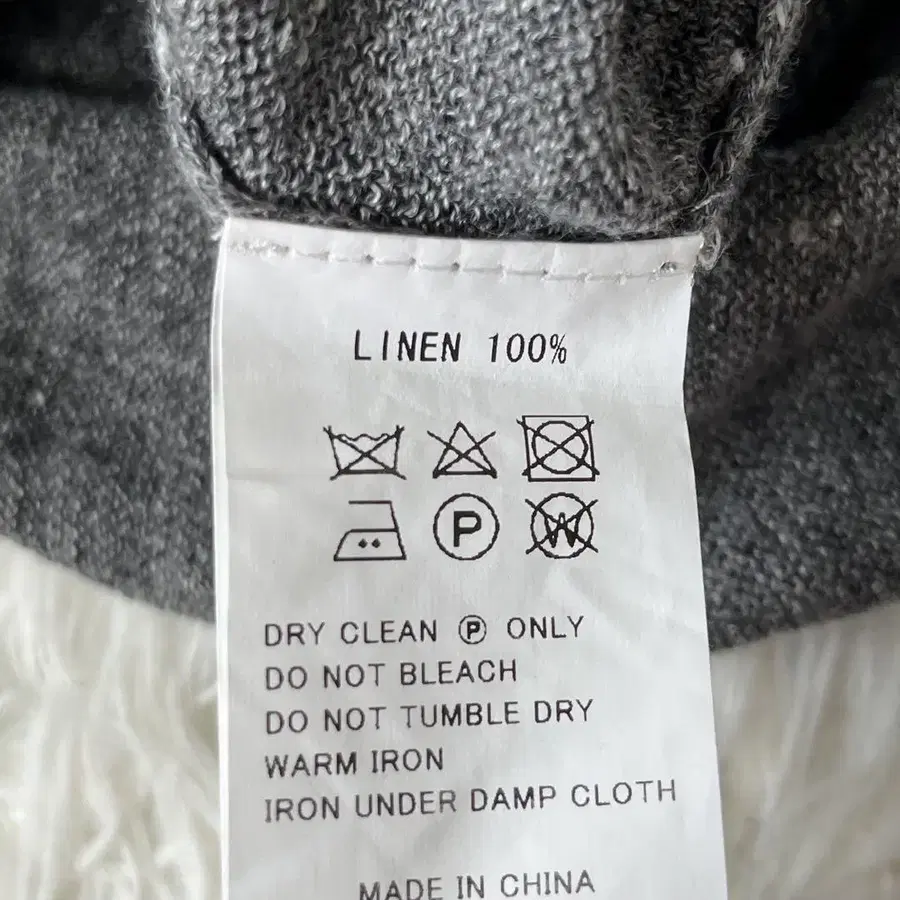 LINEN 100%
P W
DRY CLEAN Ⓟ ONLY
DO NOT BLEACH
DO NOT TUMBLE DRY
WARM IRON
IRON UNDER DAMP CLOTH
MADE IN CHINA